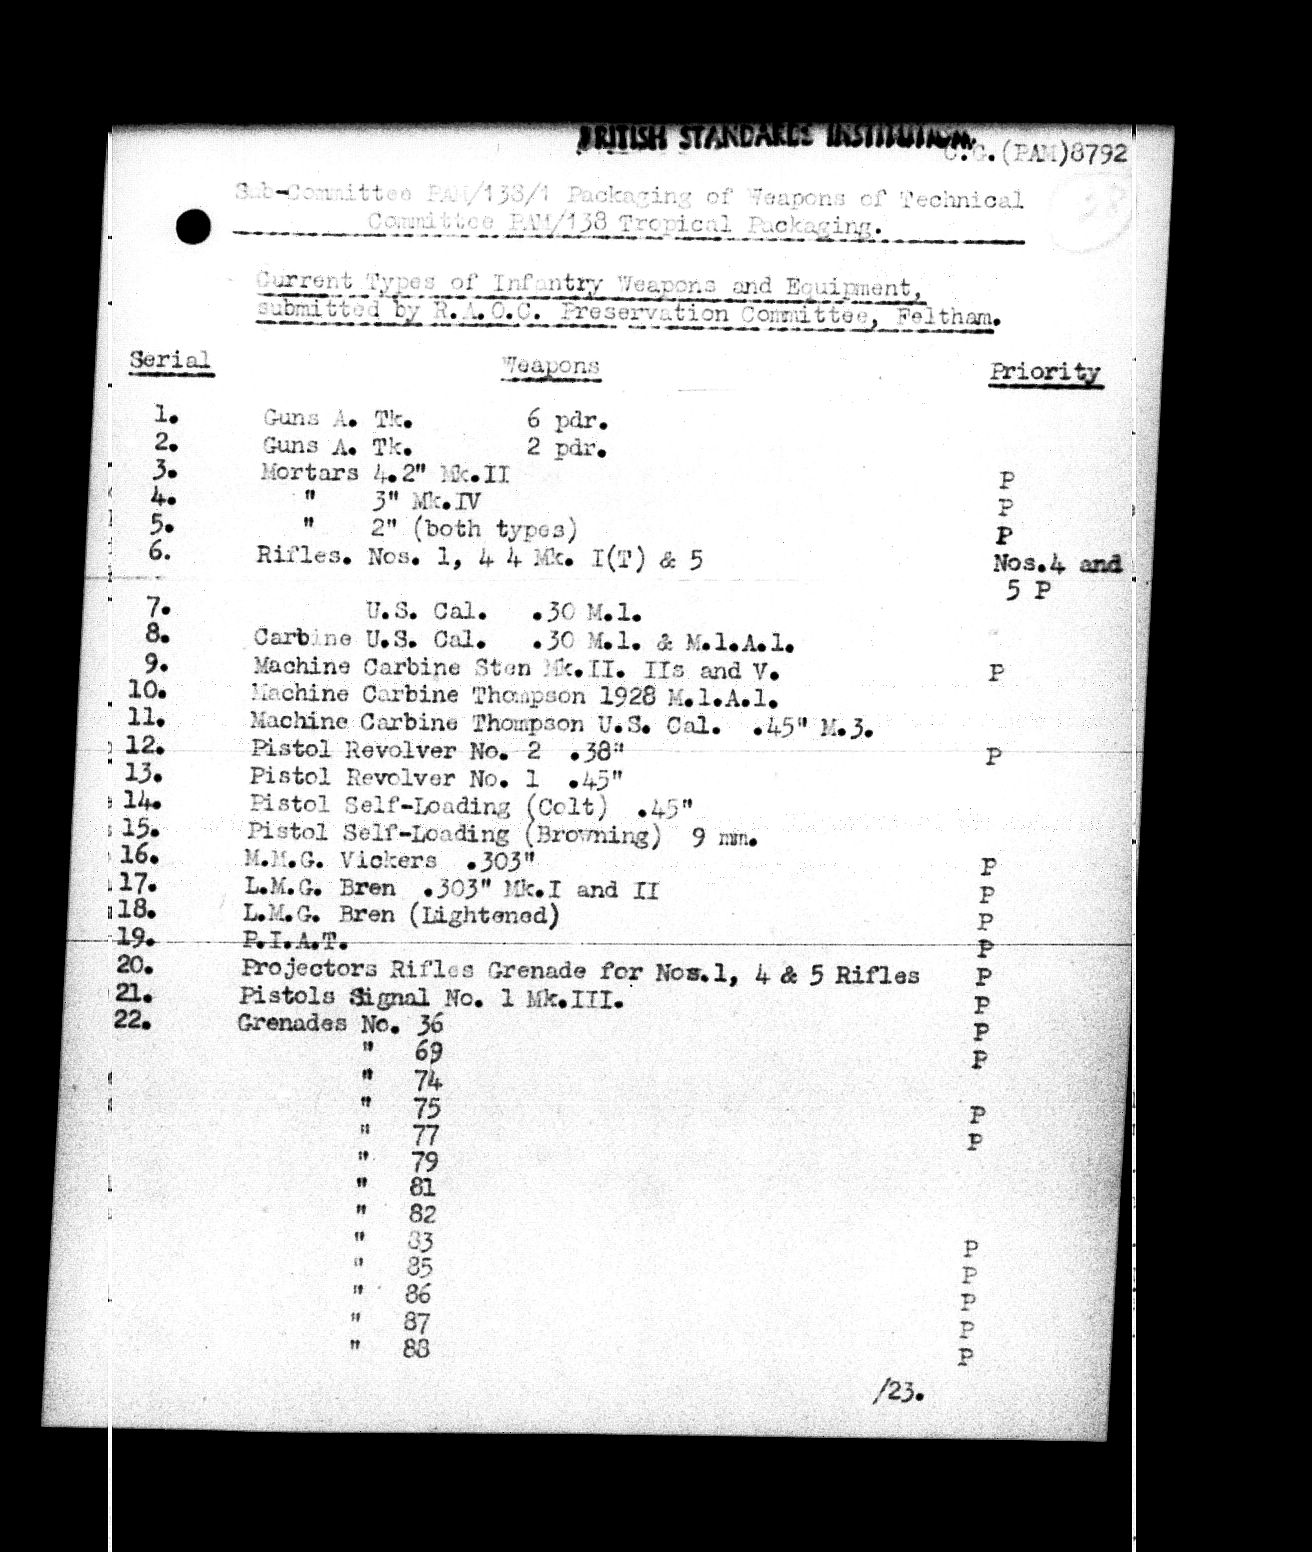 BRITISH STANDARDS INSTITUTION.
C.G.(PAM)8792
28
Sub-Committee PAM/138/1 Packaging of Weapons of Technical
Committee PAM/138 Tropical Packaging.
Current Types of Infantry Weapons and Equipment,
submitted by R.A.O.C. Preservation Committee, Feltham.
Serial Weapons Priority
1. Guns A. Tk. 6 pdr.
2. Guns A. Tk. 2 pdr.
3. Mortars 4.2" Mk.II P
4. " 3" Mk.IV P
5. " 2" (both types) P
6. Rifles. Nos. 1, 4 4 Mk. I(T) & 5 Nos.4 and
5 P
7. U.S. Cal. .30 M.1.
8. Carbine U.S. Cal. .30 M.1. & M.1.A.1.
9. Machine Carbine Sten Mk.II. IIs and V. P
10. Machine Carbine Thompson 1928 M.1.A.1.
11. Machine Carbine Thompson U.S. Cal. .45" M.3.
12. Pistol Revolver No. 2 .38" P
13. Pistol Revolver No. 1 .45"
14. Pistol Self-Loading (Colt) .45"
15. Pistol Self-Loading (Browning) 9 mm.
16. M.M.G. Vickers .303" P
17. L.M.G. Bren .303" Mk.I and II P
18. L.M.G. Bren (Lightened) P
19. P.I.A.T. P
20. Projectors Rifles Grenade for Nos.1, 4 & 5 Rifles P
21. Pistols Signal No. 1 Mk.III. P
22. Grenades No. 36 P
" 69 P
" 74
" 75 P
" 77 P
" 79
" 81
" 82
" 83 P
" 85 P
" 86 P
" 87 P
" 88 P
/23.